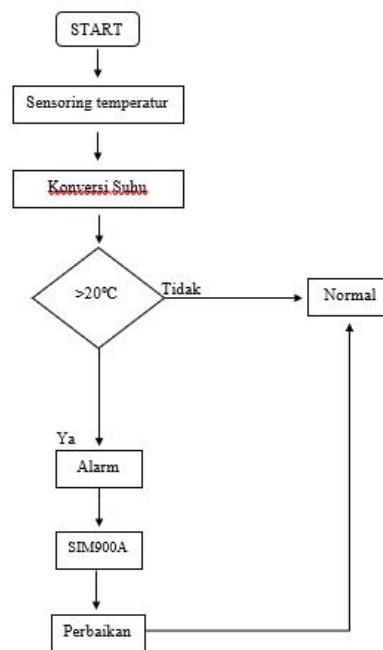 START
Sensoring temperatur
Konversi Suhu
>20°C
Tidak
Normal
Ya
Alarm
SIM900A
Perbaikan